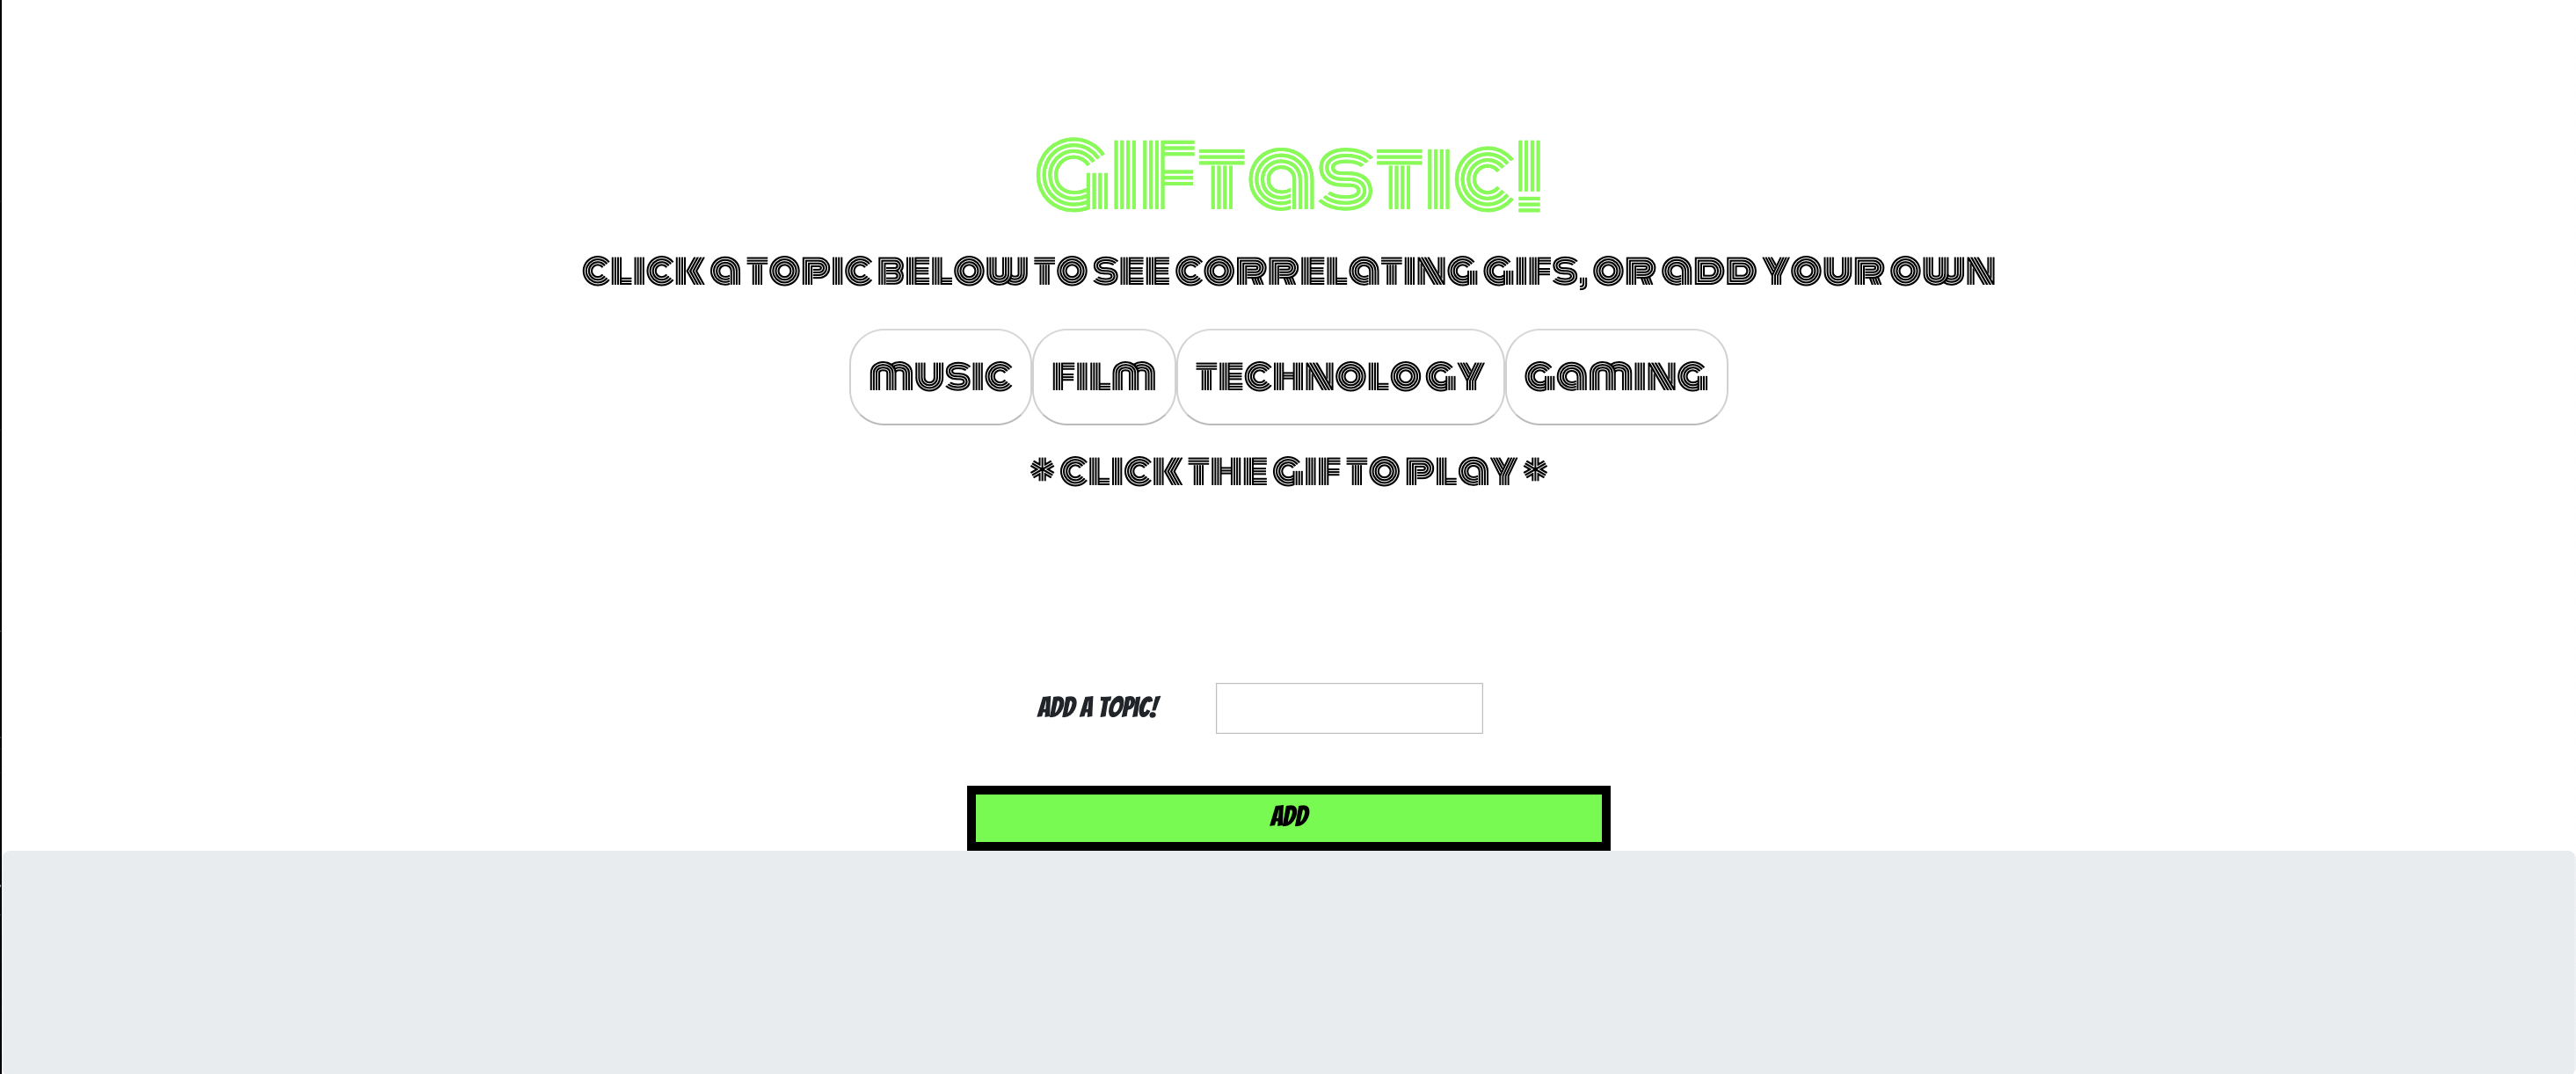 GIFtastic!
Click a topic below to see correlating gifs, or add your own
music film technology gaming
* Click the gif to play *
ADD A TOPIC!
ADD